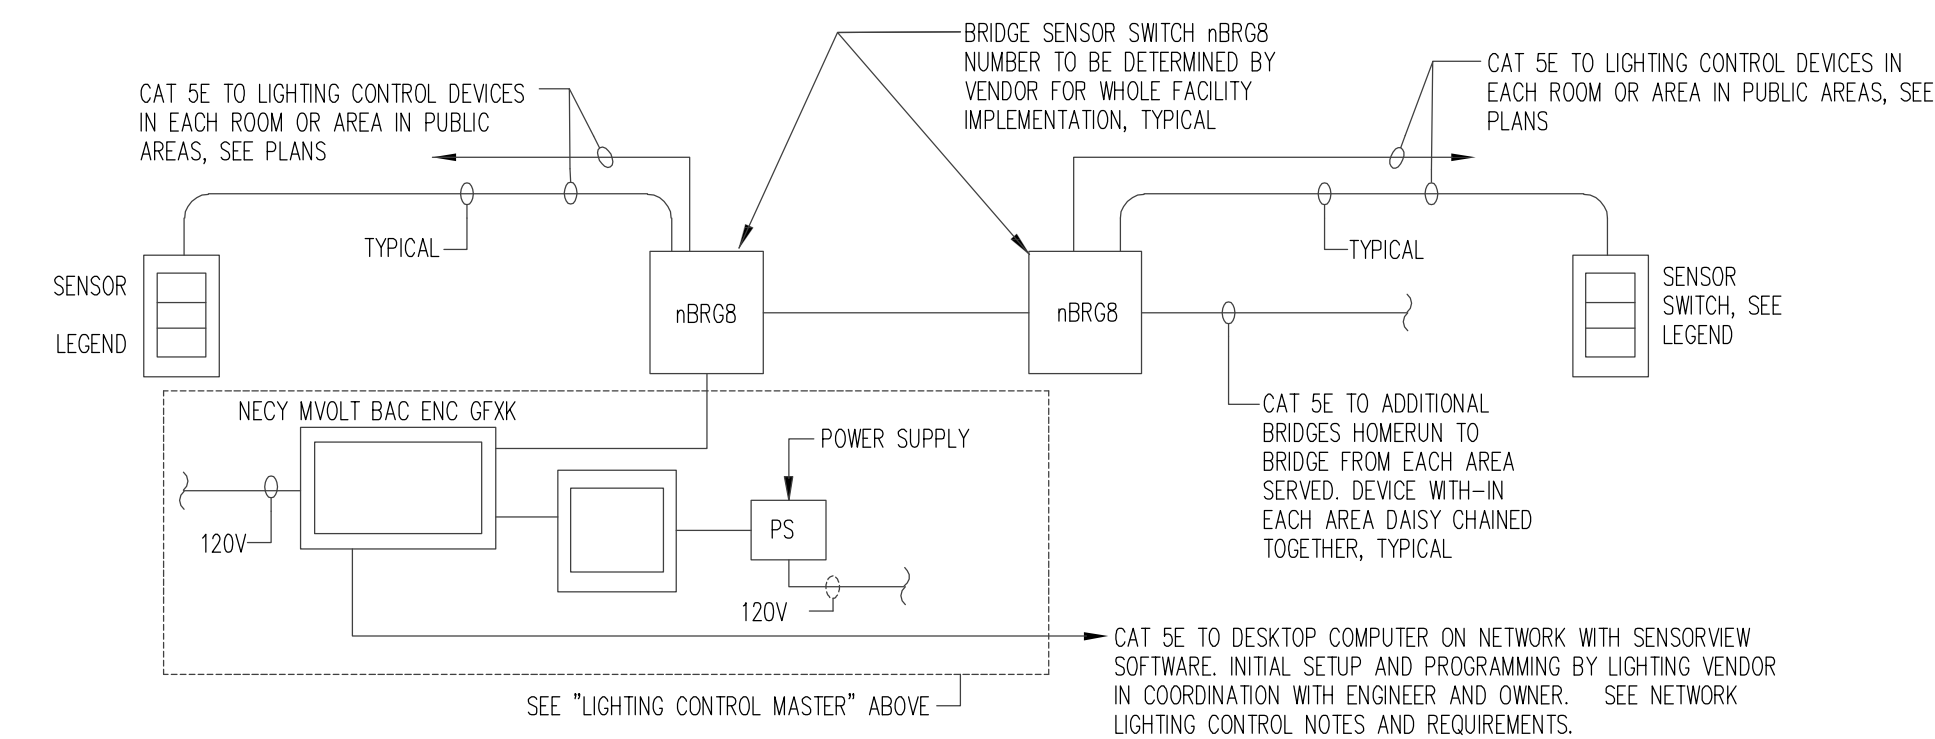 BRIDGE SENSOR SWITCH nBRG8
NUMBER TO BE DETERMINED BY
VENDOR FOR WHOLE FACILITY
IMPLEMENTATION, TYPICAL
CAT 5E TO LIGHTING CONTROL DEVICES
IN EACH ROOM OR AREA IN PUBLIC
AREAS, SEE PLANS
CAT 5E TO LIGHTING CONTROL DEVICES IN
EACH ROOM OR AREA IN PUBLIC AREAS, SEE
PLANS
TYPICAL
TYPICAL
SENSOR
LEGEND
nBRG8
nBRG8
SENSOR
SWITCH, SEE
LEGEND
NECY MVOLT BAC ENC GFXK
POWER SUPPLY
CAT 5E TO ADDITIONAL
BRIDGES HOMERUN TO
BRIDGE FROM EACH AREA
SERVED. DEVICE WITH-IN
EACH AREA DAISY CHAINED
TOGETHER, TYPICAL
120V
PS
120V
CAT 5E TO DESKTOP COMPUTER ON NETWORK WITH SENSORVIEW
SOFTWARE. INITIAL SETUP AND PROGRAMMING BY LIGHTING VENDOR
IN COORDINATION WITH ENGINEER AND OWNER. SEE NETWORK
LIGHTING CONTROL NOTES AND REQUIREMENTS.
SEE "LIGHTING CONTROL MASTER" ABOVE